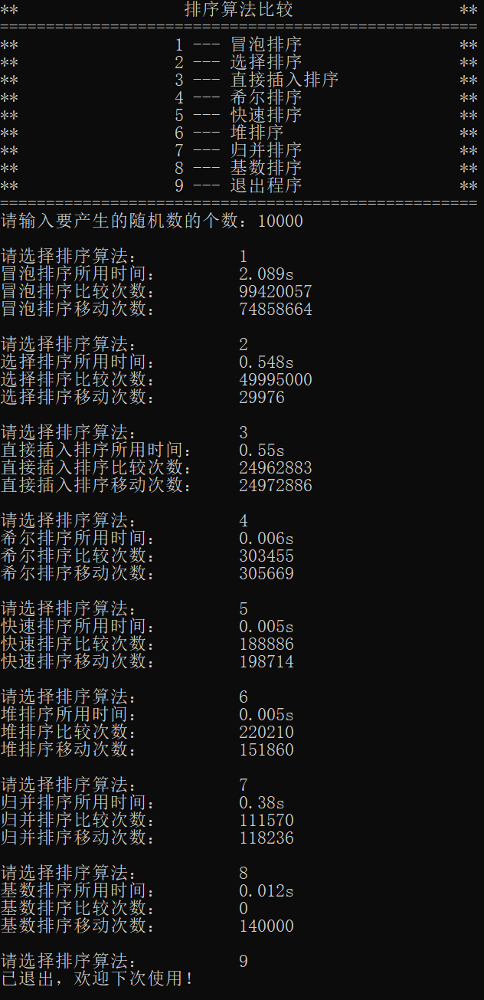 ** 排序算法比较 **
====================================================
** 1 --- 冒泡排序 **
** 2 --- 选择排序 **
** 3 --- 直接插入排序 **
** 4 --- 希尔排序 **
** 5 --- 快速排序 **
** 6 --- 堆排序 **
** 7 --- 归并排序 **
** 8 --- 基数排序 **
** 9 --- 退出程序 **
====================================================
请输入要产生的随机数的个数：10000
请选择排序算法： 1
冒泡排序所用时间： 2.089s
冒泡排序比较次数： 99420057
冒泡排序移动次数： 74858664
请选择排序算法： 2
选择排序所用时间： 0.548s
选择排序比较次数： 49995000
选择排序移动次数： 29976
请选择排序算法： 3
直接插入排序所用时间： 0.55s
直接插入排序比较次数： 24962883
直接插入排序移动次数： 24972886
请选择排序算法： 4
希尔排序所用时间： 0.006s
希尔排序比较次数： 303455
希尔排序移动次数： 305669
请选择排序算法： 5
快速排序所用时间： 0.005s
快速排序比较次数： 188886
快速排序移动次数： 198714
请选择排序算法： 6
堆排序所用时间： 0.005s
堆排序比较次数： 220210
堆排序移动次数： 151860
请选择排序算法： 7
归并排序所用时间： 0.38s
归并排序比较次数： 111570
归并排序移动次数： 118236
请选择排序算法： 8
基数排序所用时间： 0.012s
基数排序比较次数： 0
基数排序移动次数： 140000
请选择排序算法： 9
已退出，欢迎下次使用！